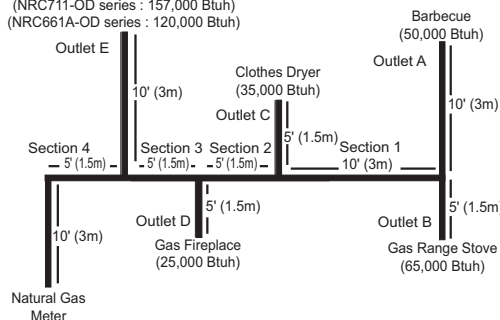 (NRC711-OD series : 157,000 Btuh)
(NRC661A-OD series : 120,000 Btuh)
Outlet E
Barbecue
(50,000 Btuh)
Outlet A
Clothes Dryer
(35,000 Btuh)
Outlet C
10' (3m)
10' (3m)
5' (1.5m)
Section 4
Section 3
Section 2
Section 1
5' (1.5m)
5' (1.5m)
5' (1.5m)
10' (3m)
10' (3m)
5' (1.5m)
5' (1.5m)
Outlet D
Gas Fireplace
(25,000 Btuh)
Outlet B
Gas Range Stove
(65,000 Btuh)
Natural Gas
Meter